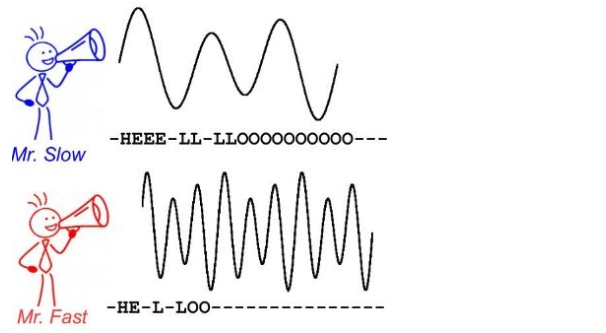 -HEEE-LL-LLOOOOOOOOOO---
Mr. Slow
-HE-L-LOO---------------
Mr. Fast